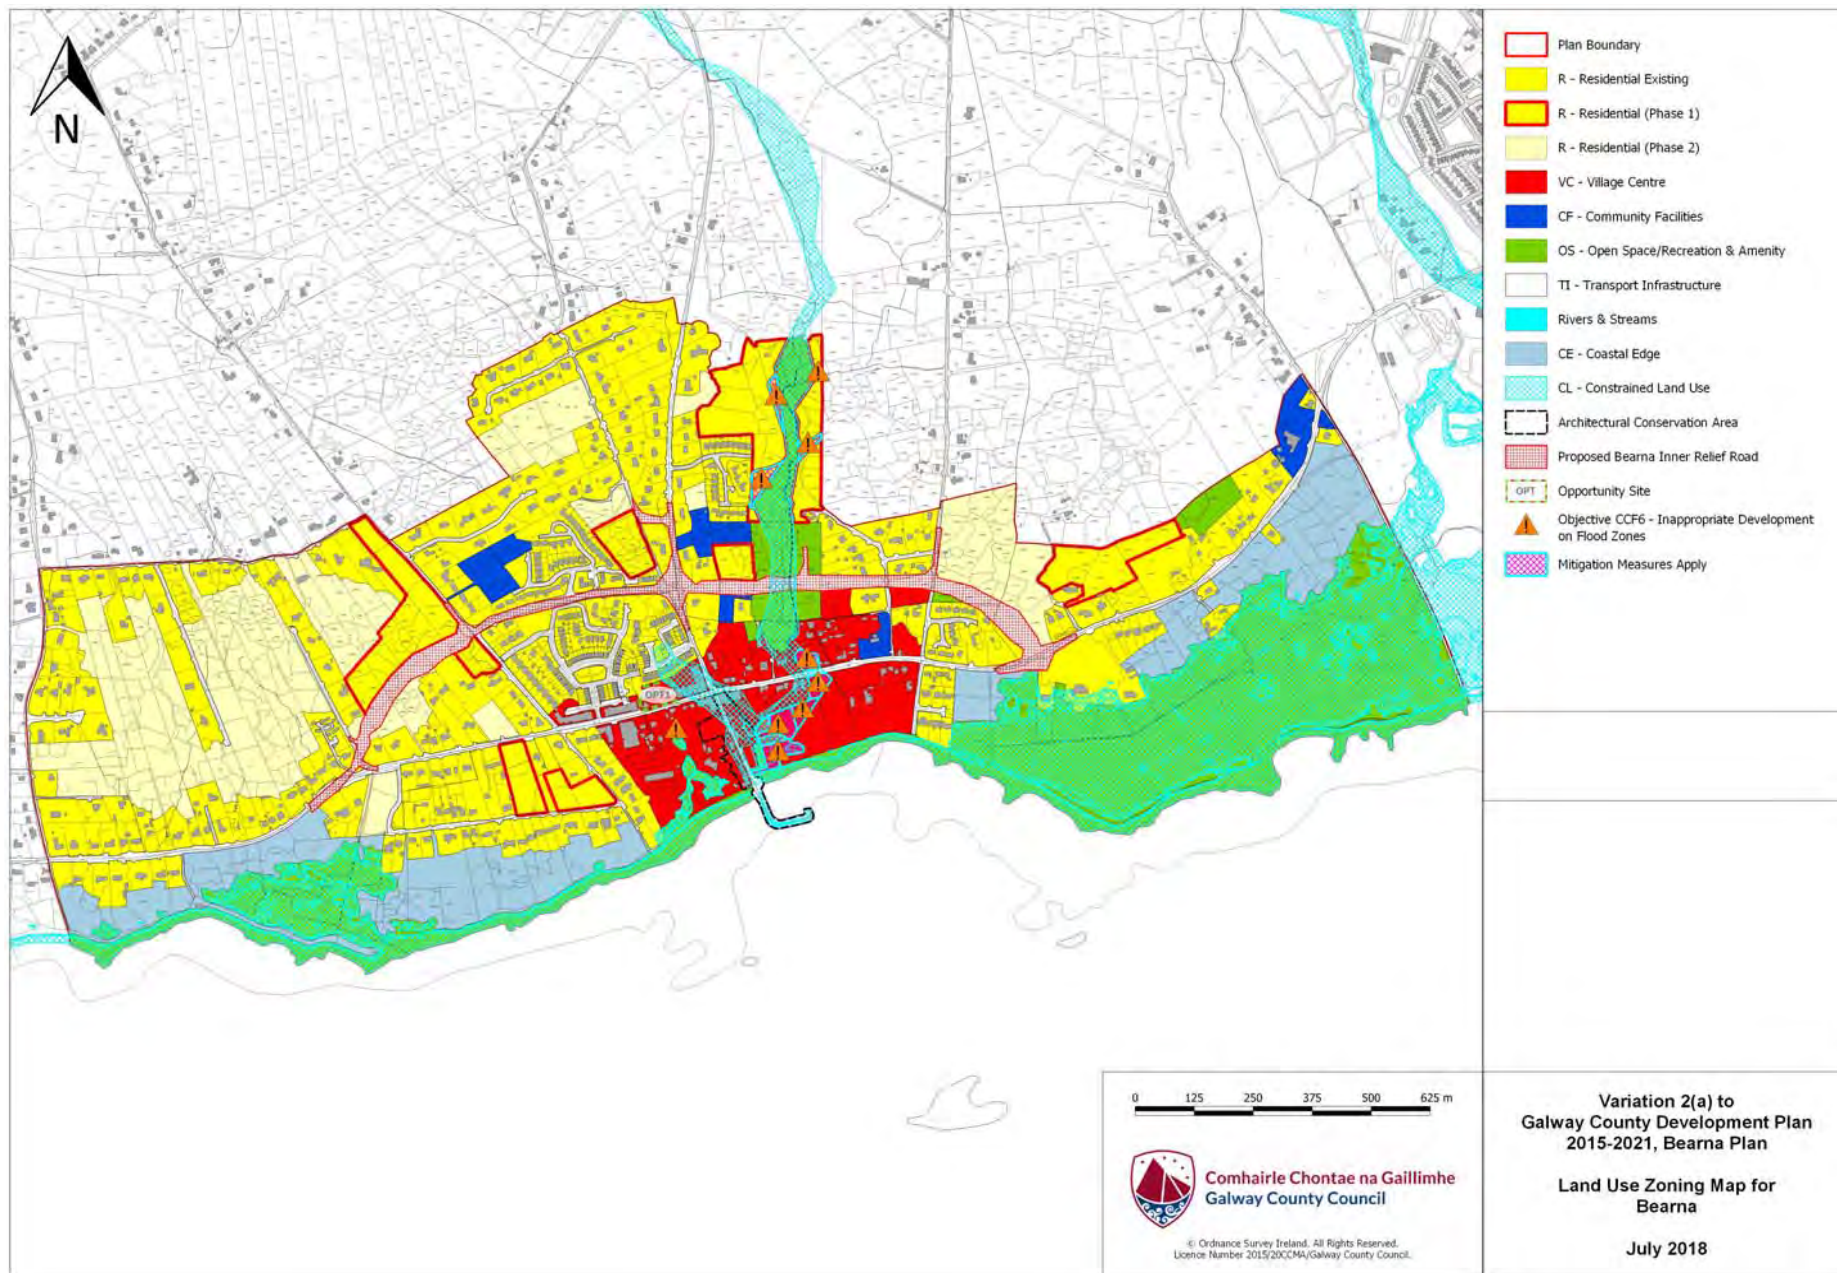 N
OPT1
Plan Boundary
R - Residential Existing
R - Residential (Phase 1)
R - Residential (Phase 2)
VC - Village Centre
CF - Community Facilities
OS - Open Space/Recreation & Amenity
TI - Transport Infrastructure
Rivers & Streams
CE - Coastal Edge
CL - Constrained Land Use
Architectural Conservation Area
Proposed Bearna Inner Relief Road
OPT
Opportunity Site
Objective CCF6 - Inappropriate Development
on Flood Zones
Mitigation Measures Apply
0 125 250 375 500 625 m
Comhairle Chontae na Gaillimhe
Galway County Council
© Ordnance Survey Ireland. All Rights Reserved.
Licence Number 2015/20CCMA/Galway County Council.
Variation 2(a) to
Galway County Development Plan
2015-2021, Bearna Plan
Land Use Zoning Map for
Bearna
July 2018